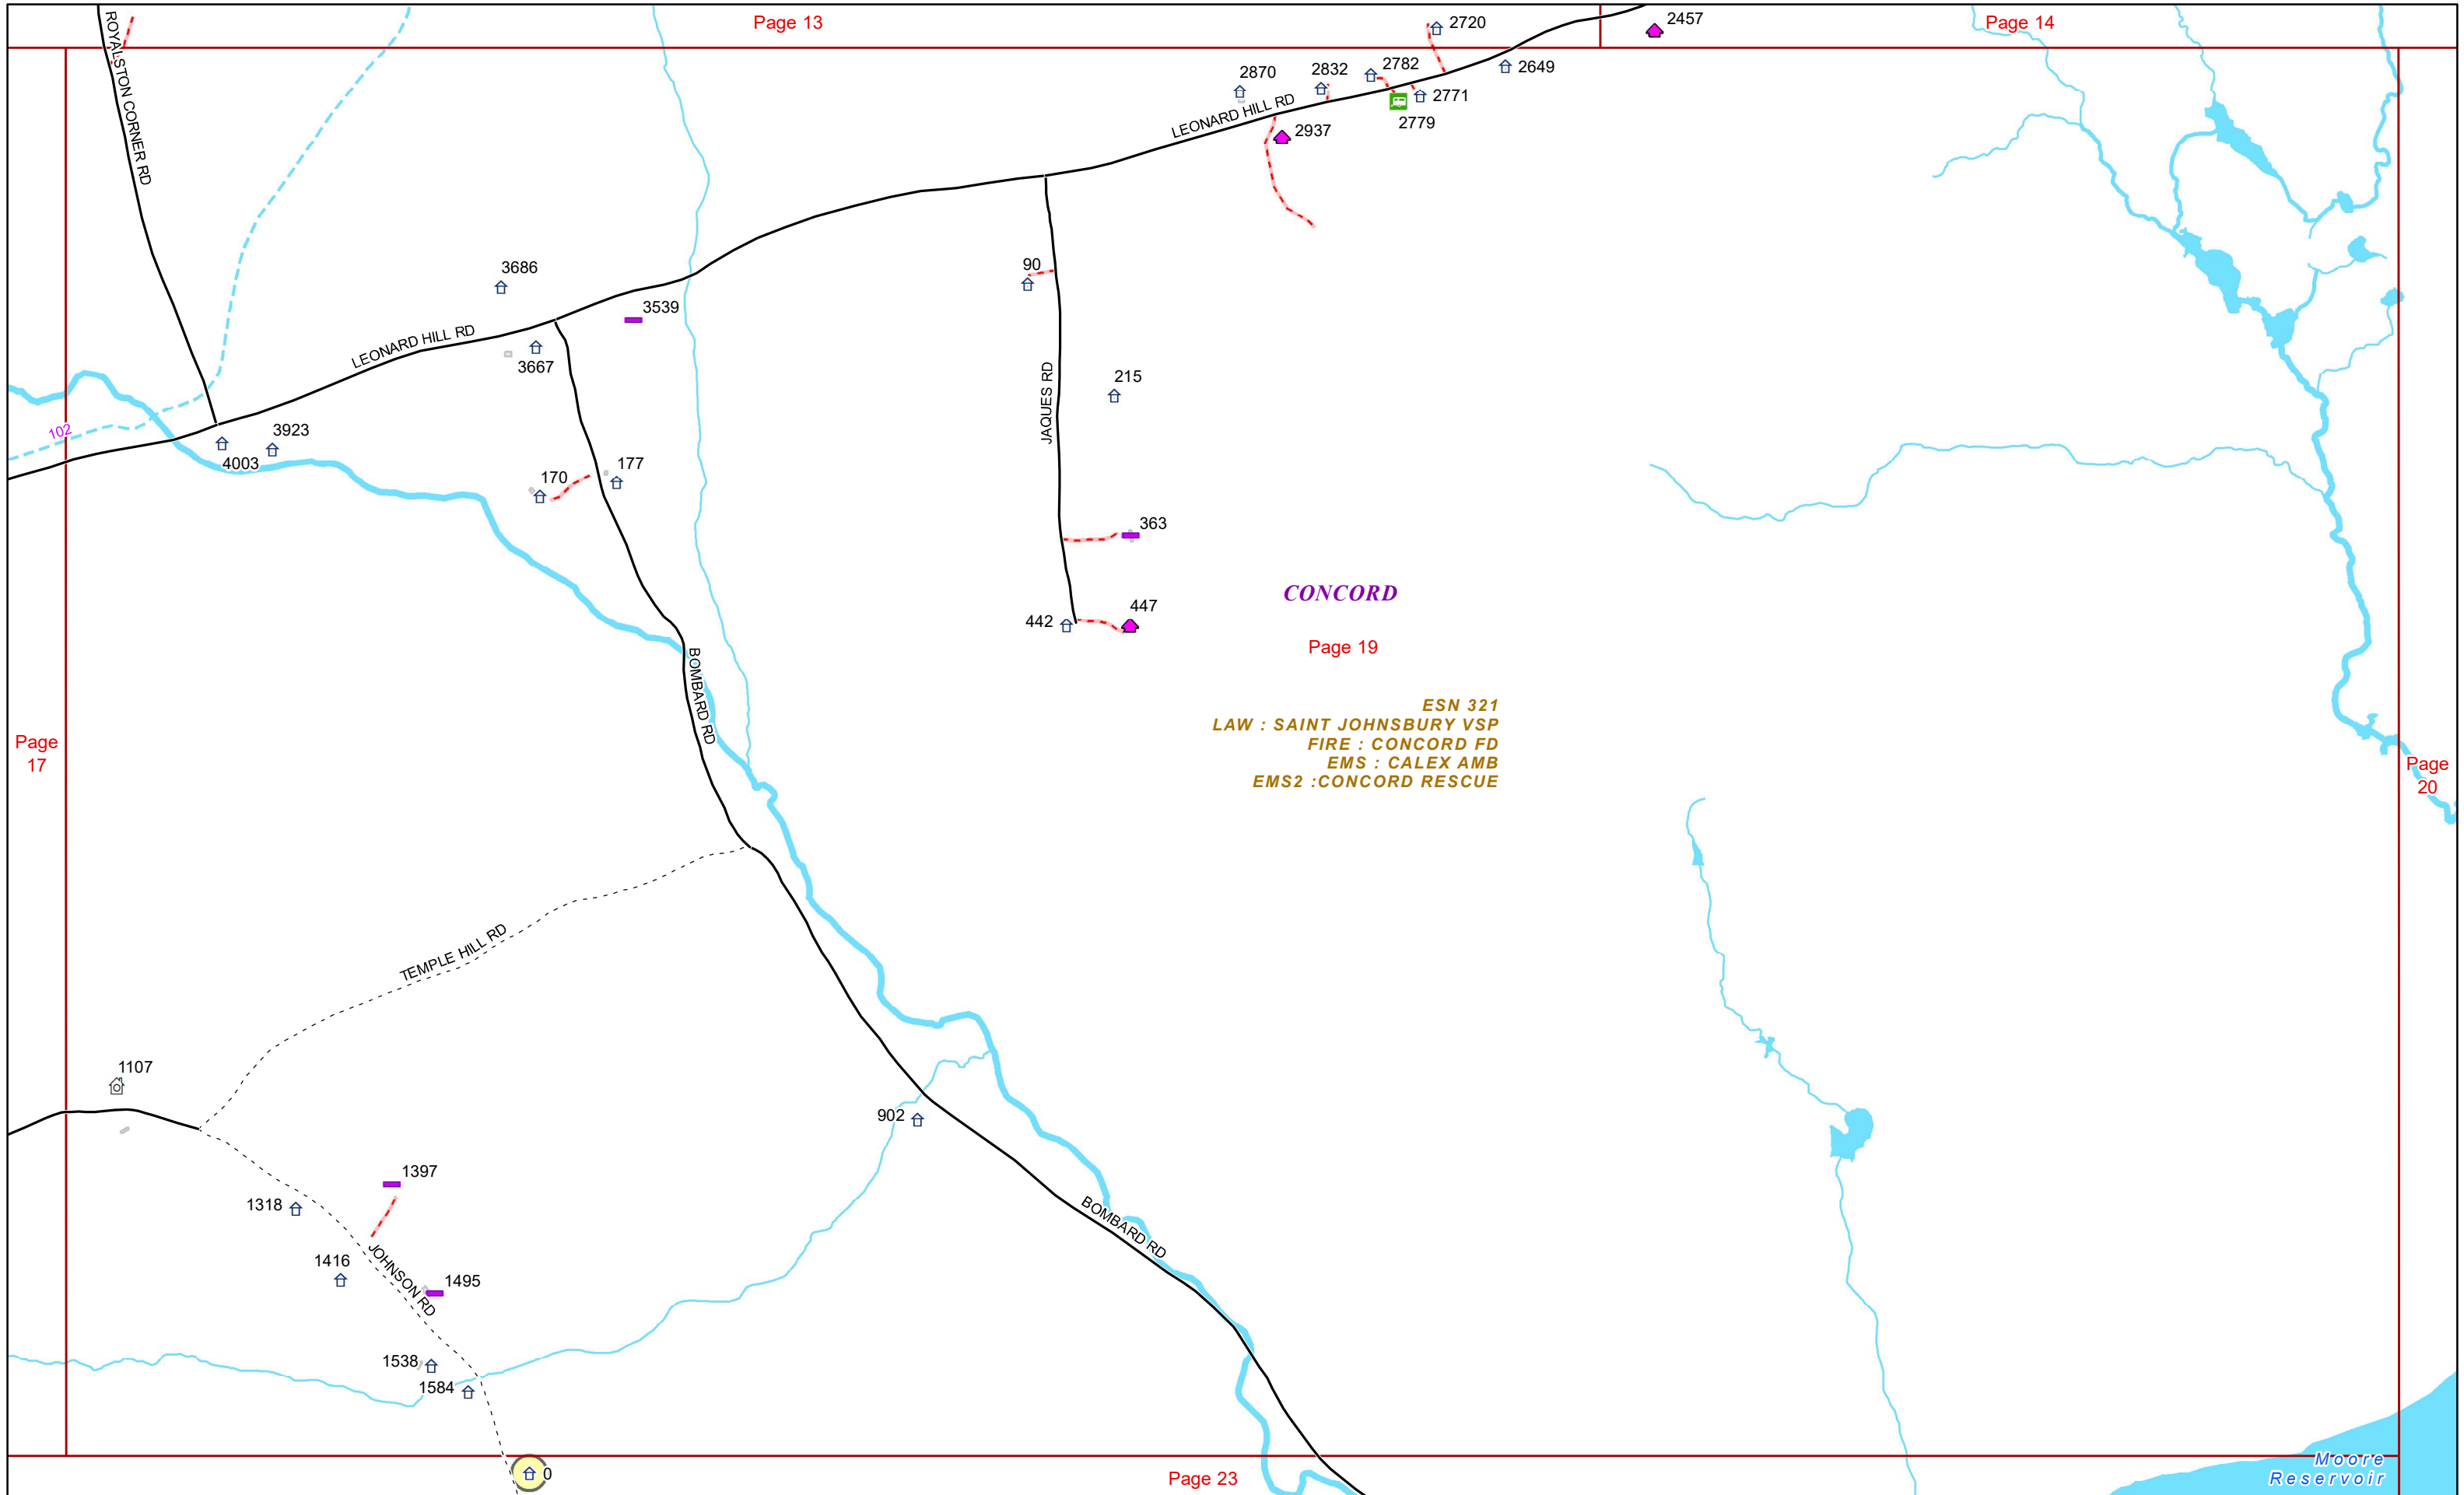 Page 13
2720
2457
Page 14
ROYALSTON CORNER RD
2870
2832
2782
2649
2771
LEONARD HILL RD
2779
2937
90
3686
3539
LEONARD HILL RD
3667
JAQUES RD
215
102
3923
4003
170
177
363
CONCORD
447
442
Page 19
BOMBARD RD
ESN 321
LAW : SAINT JOHNSBURY VSP
FIRE : CONCORD FD
EMS : CALEX AMB
EMS2 :CONCORD RESCUE
Page
17
Page
20
TEMPLE HILL RD
1107
902
1397
1318
BOMBARD RD
1416
JOHNSON RD
1495
1538
1584
0
Page 23
Moore
Reservoir